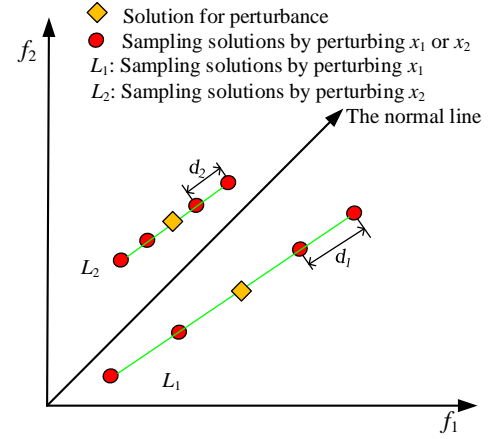 Solution for perturbance
Sampling solutions by perturbing x1 or x2
L1: Sampling solutions by perturbing x1
L2: Sampling solutions by perturbing x2
f2
The normal line
d2
L2
dl
L1
f1